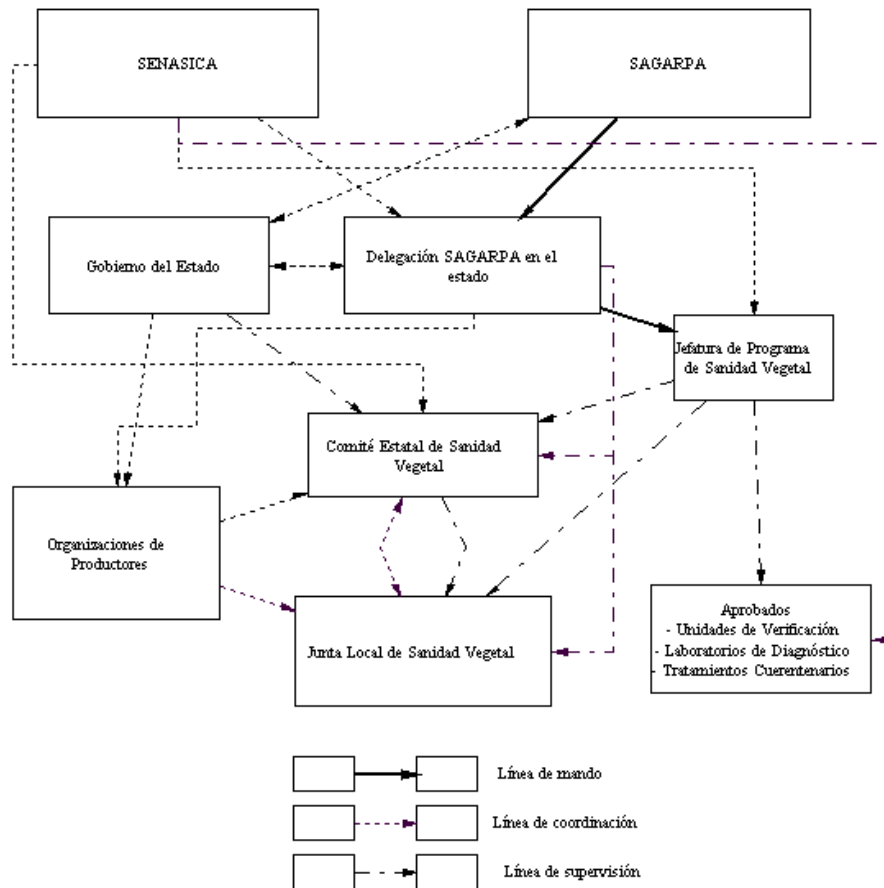 SENASICA
SAGARPA
Gobierno del Estado
Delegación SAGARPA en el
estado
Jefatura de Programa
de Sanidad Vegetal
Comité Estatal de Sanidad
Vegetal
Organizaciones de
Productores
Junta Local de Sanidad Vegetal
Aprobados
- Unidades de Verificación
- Laboratorios de Diagnóstico
- Tratamientos Cuerentenarios
Línea de mando
Línea de coordinación
Línea de supervisión